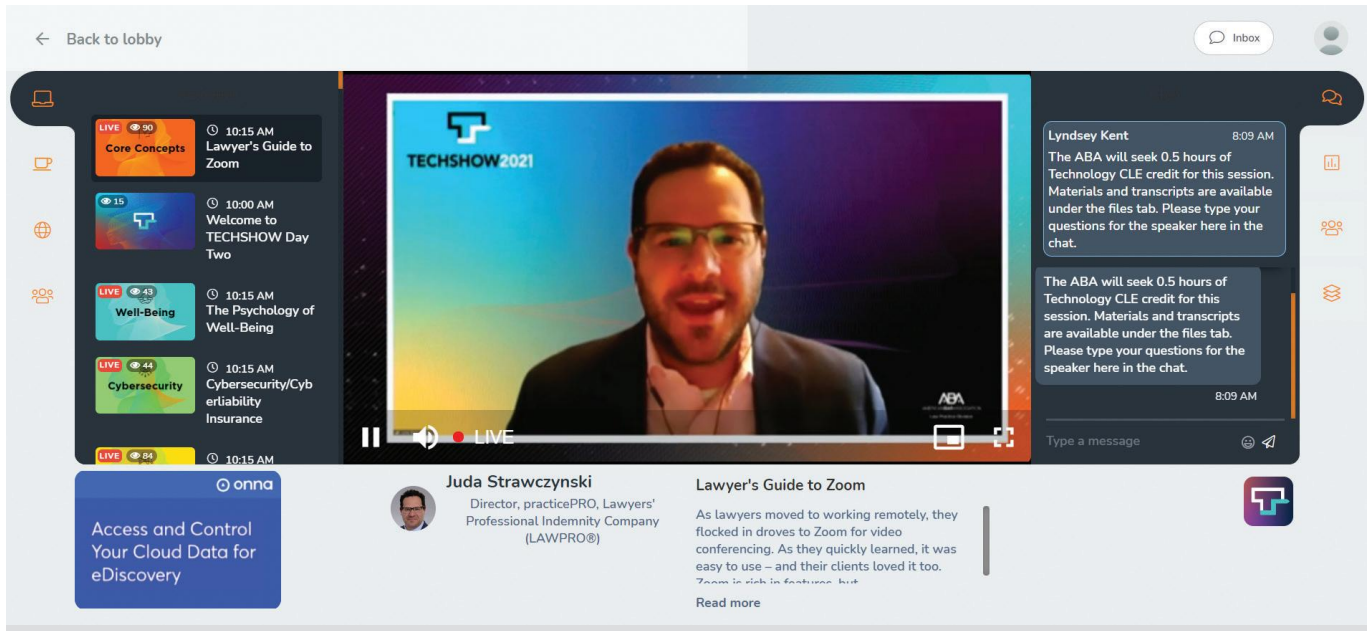 Back to lobby
Inbox
LIVE 90
Core Concepts
10:15 AM
Lawyer's Guide to
Zoom
15
10:00 AM
Welcome to
TECHSHOW Day
Two
LIVE 43
Well-Being
10:15 AM
The Psychology of
Well-Being
LIVE 44
Cybersecurity
10:15 AM
Cybersecurity/Cyb
erliability
Insurance
LIVE 84
10:15 AM
TECHSHOW2021
ABA
LIVE
Lyndsey Kent 8:09 AM
The ABA will seek 0.5 hours of
Technology CLE credit for this session.
Materials and transcripts are available
under the files tab. Please type your
questions for the speaker here in the
chat.
The ABA will seek 0.5 hours of
Technology CLE credit for this
session. Materials and transcripts
are available under the files tab.
Please type your questions for the
speaker here in the chat.
8:09 AM
Type a message
onna
Access and Control
Your Cloud Data for
eDiscovery
Juda Strawczynski
Director, practicePRO, Lawyers'
Professional Indemnity Company
(LAWPRO®)
Lawyer's Guide to Zoom
As lawyers moved to working remotely, they
flocked in droves to Zoom for video
conferencing. As they quickly learned, it was
easy to use – and their clients loved it too.
Zoom is rich in features, but
Read more